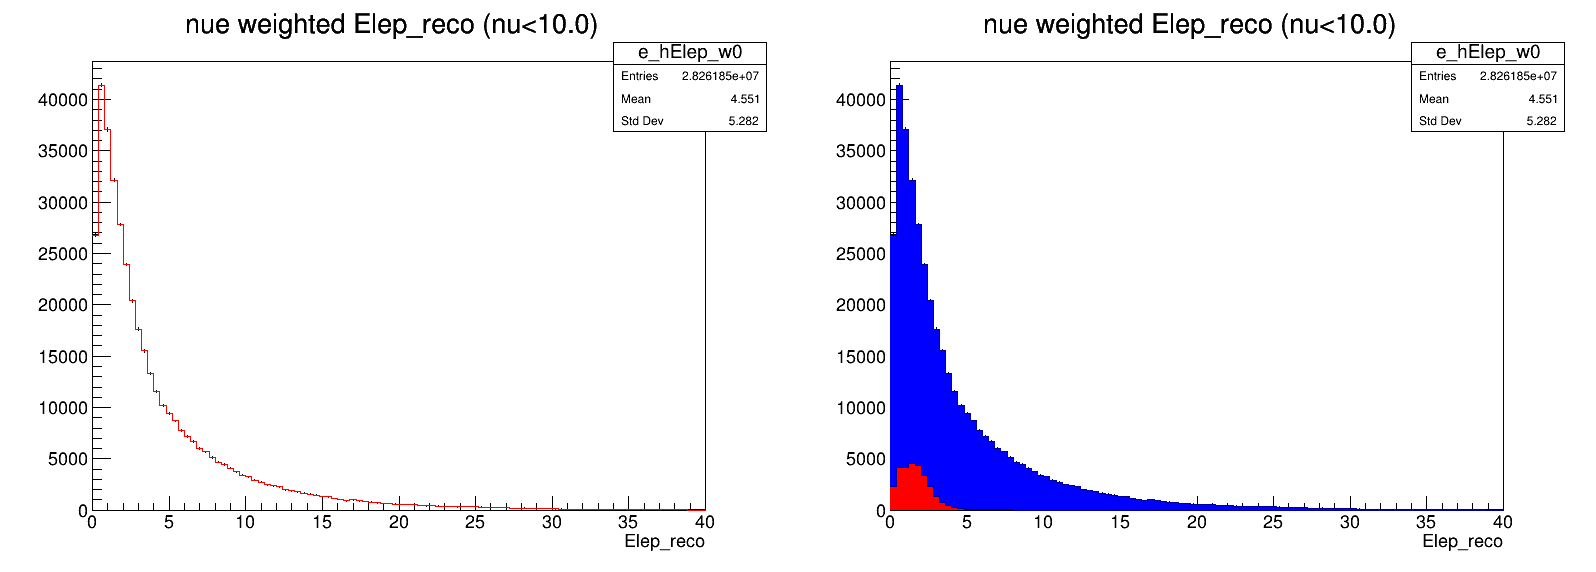 nue weighted Elep_reco (nu<10.0)
e_hElep_w0
Entries 2.826185e+07
Mean 4.551
Std Dev 5.282
40000
35000
30000
25000
20000
15000
10000
5000
0
0 5 10 15 20 25 30 35 40
Elep_reco
nue weighted Elep_reco (nu<10.0)
e_hElep_w0
Entries 2.826185e+07
Mean 4.551
Std Dev 5.282
40000
35000
30000
25000
20000
15000
10000
5000
0
0 5 10 15 20 25 30 35 40
Elep_reco